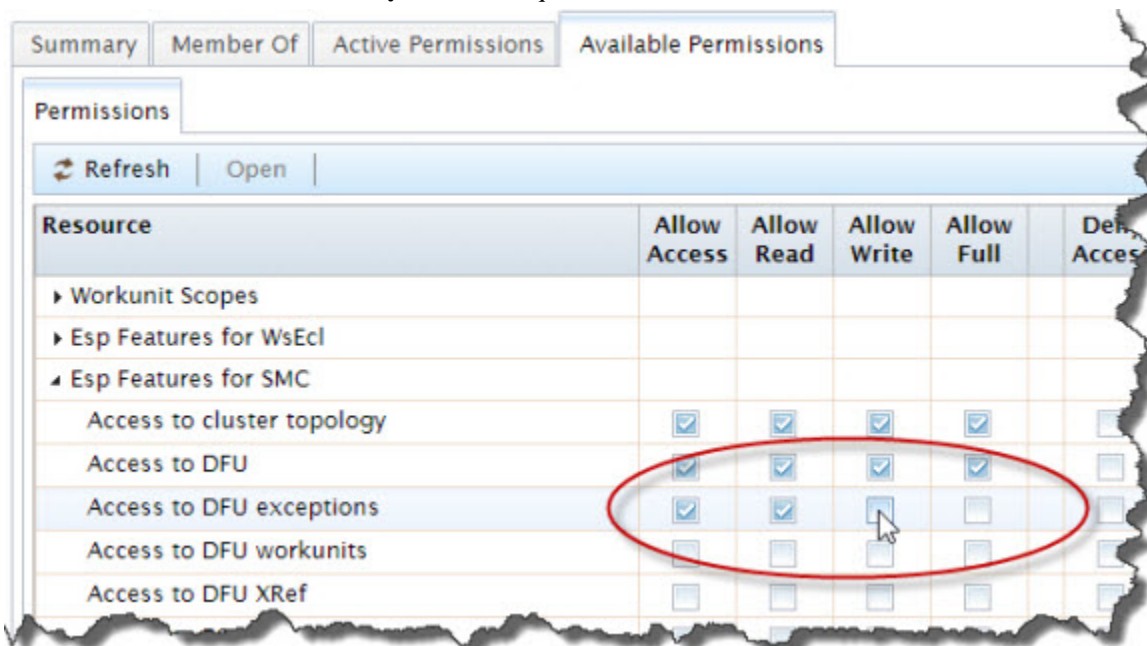 Summary Member Of Active Permissions Available Permissions
Permissions
Refresh Open
Resource Allow Access Allow Read Allow Write Allow Full
Workunit Scopes
Esp Features for WsEcl
Esp Features for SMC
Access to cluster topology
Access to DFU
Access to DFU exceptions
Access to DFU workunits
Access to DFU XRef